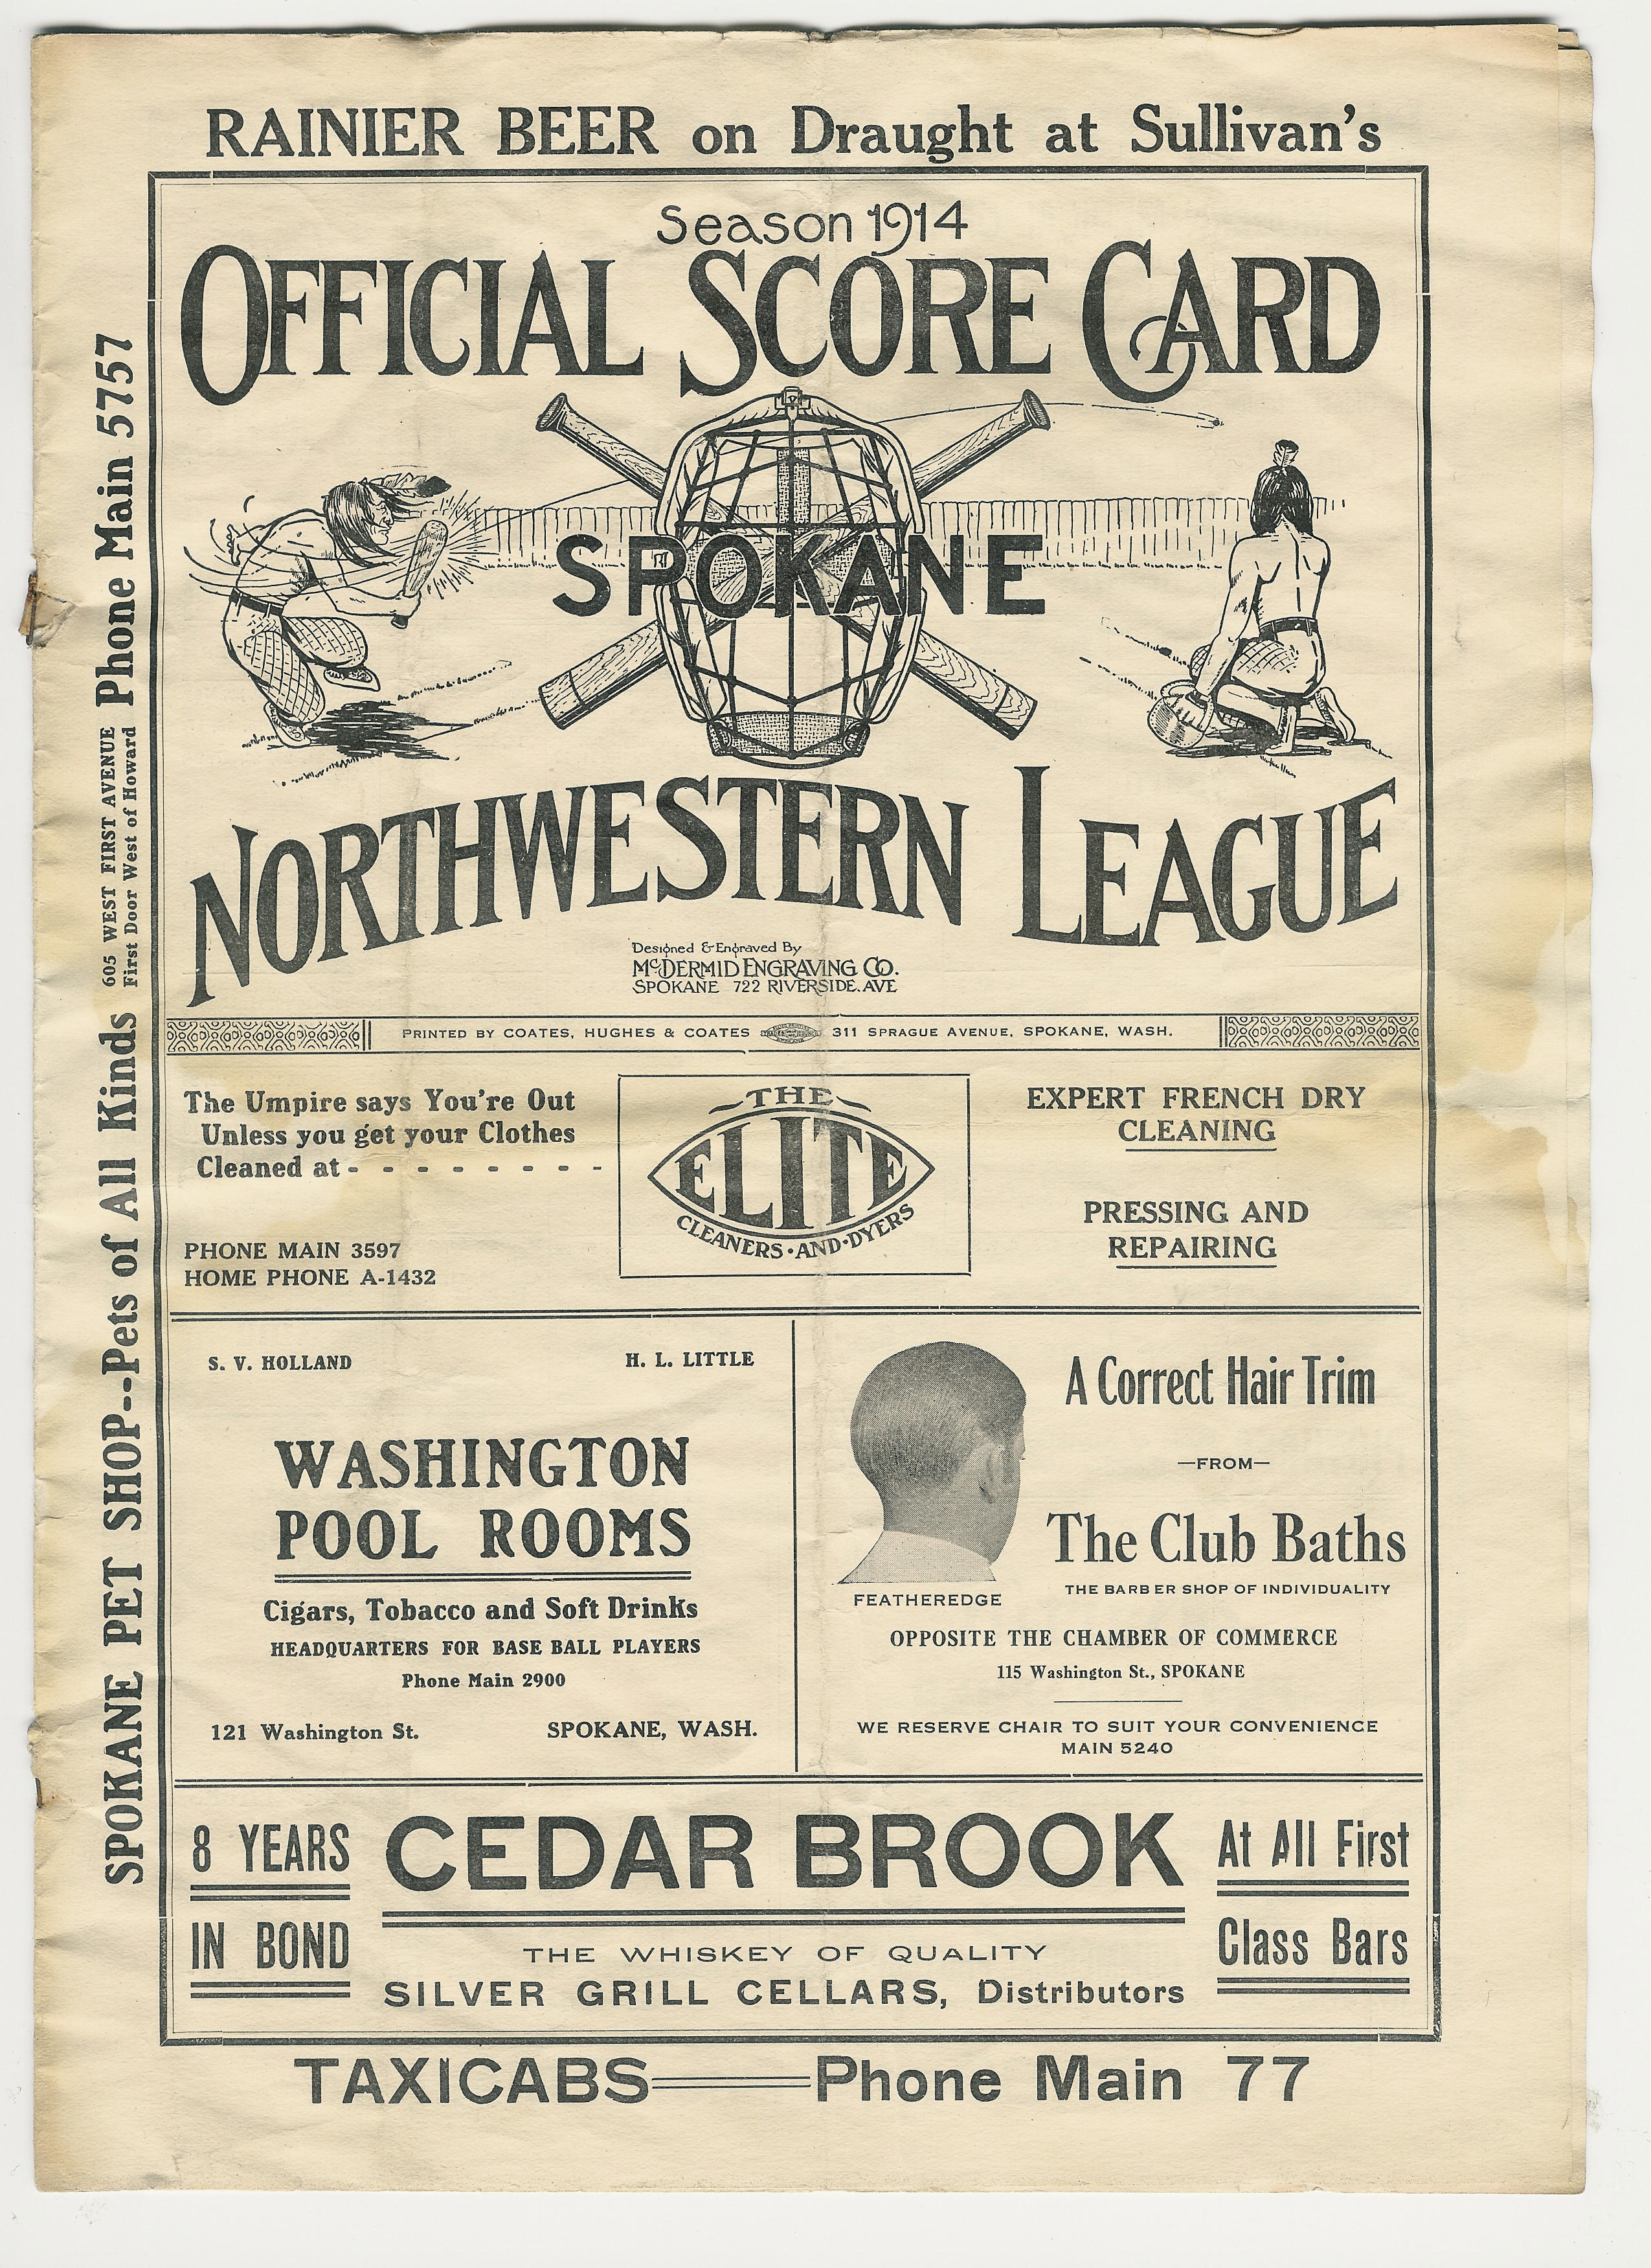 RAINIER BEER on Draught at Sullivan's
Season 1914
OFFICIAL SCORE CARD
SPOKANE
NORTHWESTERN LEAGUE
Designed & Engraved By
McDERMID ENGRAVING CO.
SPOKANE 722 RIVERSIDE. AVE
PRINTED BY COATES, HUGHES & COATES 311 SPRAGUE AVENUE, SPOKANE, WASH.
The Umpire says You're Out
Unless you get your Clothes
Cleaned at - - - - - - - - -
PHONE MAIN 3597
HOME PHONE A-1432
THE
ELITE
CLEANERS·AND·DYERS
EXPERT FRENCH DRY
CLEANING
PRESSING AND
REPAIRING
S. V. HOLLAND H. L. LITTLE
WASHINGTON
POOL ROOMS
Cigars, Tobacco and Soft Drinks
HEADQUARTERS FOR BASE BALL PLAYERS
Phone Main 2900
121 Washington St. SPOKANE, WASH.
A Correct Hair Trim
—FROM—
The Club Baths
THE BARBER SHOP OF INDIVIDUALITY
FEATHEREDGE
OPPOSITE THE CHAMBER OF COMMERCE
115 Washington St., SPOKANE
WE RESERVE CHAIR TO SUIT YOUR CONVENIENCE
MAIN 5240
8 YEARS
IN BOND
CEDAR BROOK
THE WHISKEY OF QUALITY
SILVER GRILL CELLARS, Distributors
At All First
Class Bars
TAXICABS——Phone Main 77
SPOKANE PET SHOP--Pets of All Kinds
605 WEST FIRST AVENUE
First Door West of Howard
Phone Main 5757